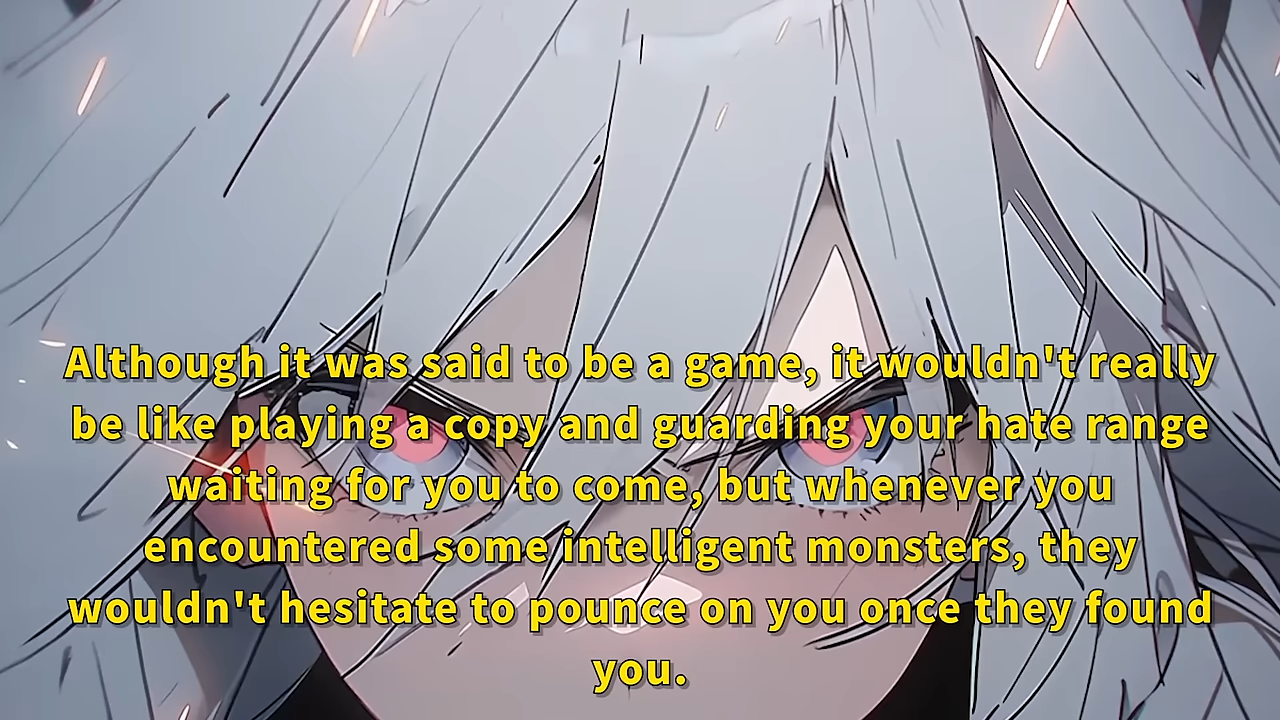 Although it was said to be a game, it wouldn't really
be like playing a copy and guarding your hate range
waiting for you to come, but whenever you
encountered some intelligent monsters, they
wouldn't hesitate to pounce on you once they found
you.